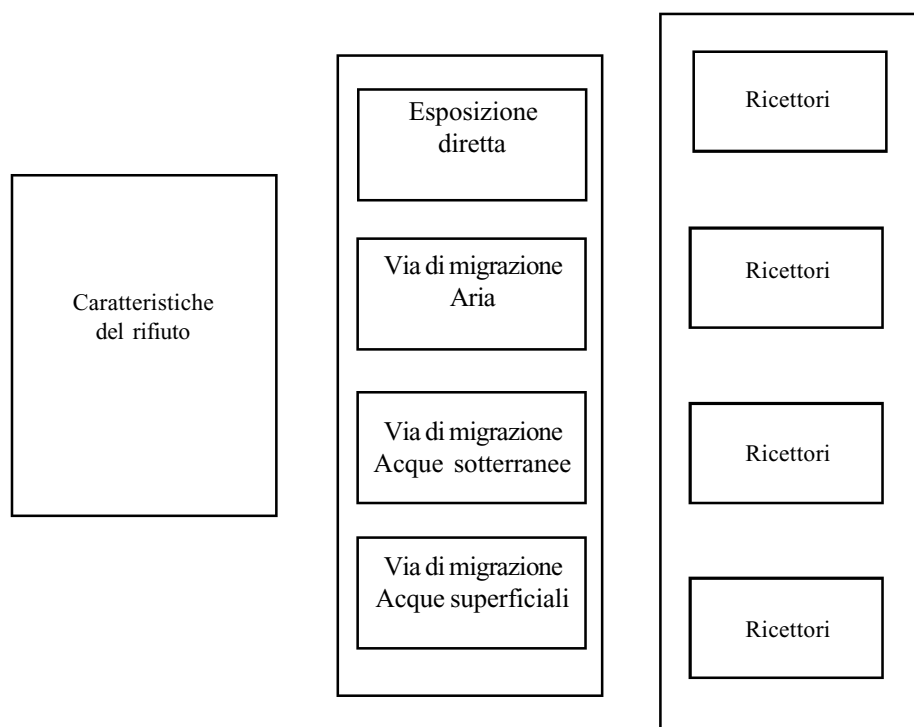 Caratteristiche
del rifiuto
Esposizione
diretta
Via di migrazione
Aria
Via di migrazione
Acque sotterranee
Via di migrazione
Acque superficiali
Ricettori
Ricettori
Ricettori
Ricettori